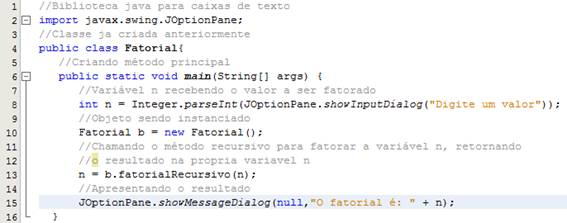 1 //Biblioteca java para caixas de texto
2 import javax.swing.JOptionPane;
3 //Classe ja criada anteriormente
4 public class Fatorial{
5 //Criando método principal
6 public static void main(String[] args) {
7 //Variável n recebendo o valor a ser fatorado
8 int n = Integer.parseInt(JOptionPane.showInputDialog("Digite um valor"));
9 //Objeto sendo instanciado
10 Fatorial b = new Fatorial();
11 //Chamando o método recursivo para fatorar a variável n, retornando
12 //o resultado na propria variavel n
13 n = b.fatorialRecursivo(n);
14 //Apresentando o resultado
15 JOptionPane.showMessageDialog(null,"O fatorial é: " + n);
16 }